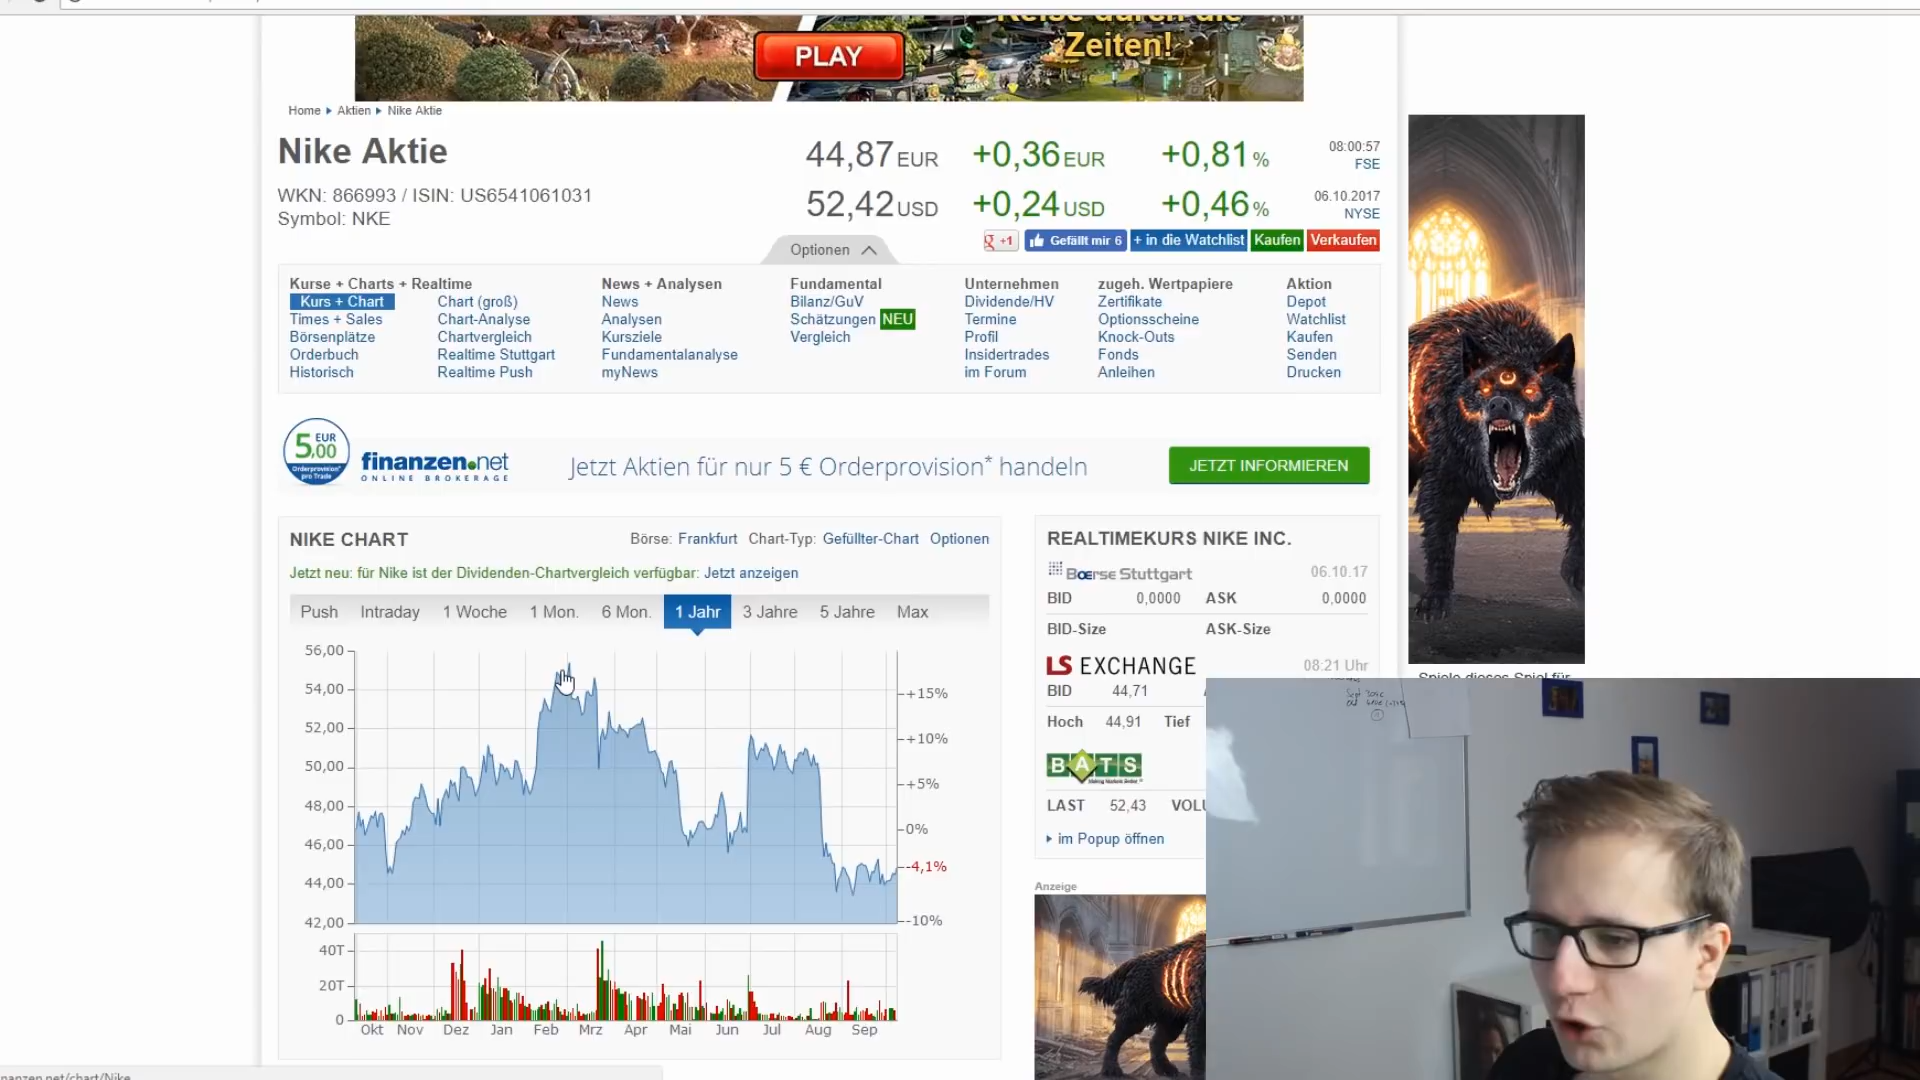 Reise durch die
Zeiten!
PLAY
Home Aktien Nike Aktie
Nike Aktie
44,87 EUR +0,36 EUR +0,81 % 08:00:57
FSE
WKN: 866993 / ISIN: US6541061031
52,42 USD +0,24 USD +0,46 % 06.10.2017
NYSE
Symbol: NKE
+1 Gefällt mir 6 + in die Watchlist Kaufen Verkaufen
Optionen
Kurse + Charts + Realtime News + Analysen Fundamental Unternehmen zugeh. Wertpapiere Aktion
Kurs + Chart Chart (groß) News Bilanz/GuV Dividende/HV Zertifikate Depot
Times + Sales Chart-Analyse Analysen Schätzungen NEU Termine Optionsscheine Watchlist
Börsenplätze Chartvergleich Kursziele Vergleich Profil Knock-Outs Kaufen
Orderbuch Realtime Stuttgart Fundamentalanalyse Insidertrades Fonds Senden
Historisch Realtime Push myNews im Forum Anleihen Drucken
5,00 EUR
Orderprovision*
pro Trade
finanzen.net
ONLINE BROKERAGE
Jetzt Aktien für nur 5 € Orderprovision* handeln
JETZT INFORMIEREN
NIKE CHART Börse: Frankfurt Chart-Typ: Gefüllter-Chart Optionen
Jetzt neu: für Nike ist der Dividenden-Chartvergleich verfügbar: Jetzt anzeigen
Push Intraday 1 Woche 1 Mon. 6 Mon. 1 Jahr 3 Jahre 5 Jahre Max
56,00
54,00
52,00
50,00
48,00
46,00
44,00
42,00
+15%
+10%
+5%
0%
-4,1%
-10%
40T
20T
0
Okt Nov Dez Jan Feb Mrz Apr Mai Jun Jul Aug Sep
REALTIMEKURS NIKE INC.
Boerse Stuttgart 06.10.17
BID 0,0000 ASK 0,0000
BID-Size ASK-Size
LS EXCHANGE 08:21 Uhr
BID 44,71
Hoch 44,91 Tief
BATS
LAST 52,43
im Popup öffnen
Anzeige
Spiele dieses Spiel für